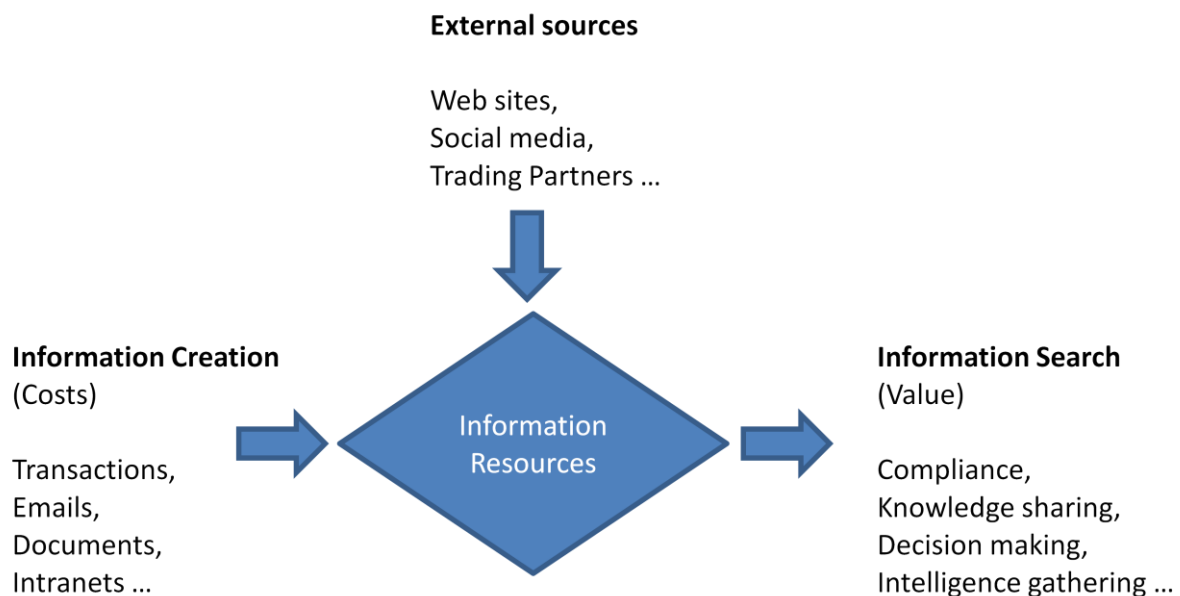 External sources
Web sites,
Social media,
Trading Partners ...
Information Creation
(Costs)
Transactions,
Emails,
Documents,
Intranets ...
Information
Resources
Information Search
(Value)
Compliance,
Knowledge sharing,
Decision making,
Intelligence gathering ...